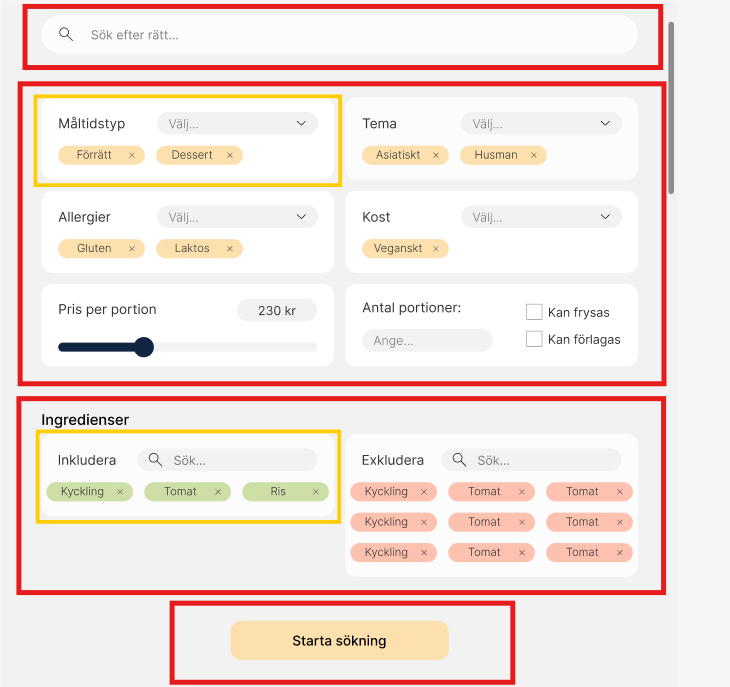 Sök efter rätt...
Måltidstyp Välj...
Förrätt × Dessert ×
Tema Välj...
Asiatiskt × Husman ×
Allergier Välj...
Gluten × Laktos ×
Kost Välj...
Veganskt ×
Pris per portion 230 kr
Antal portioner:
Ange...
Kan frysas
Kan förlagas
Ingredienser
Inkludera Sök...
Kyckling × Tomat × Ris ×
Exkludera Sök...
Kyckling × Tomat × Tomat ×
Kyckling × Tomat × Tomat ×
Kyckling × Tomat × Tomat ×
Starta sökning